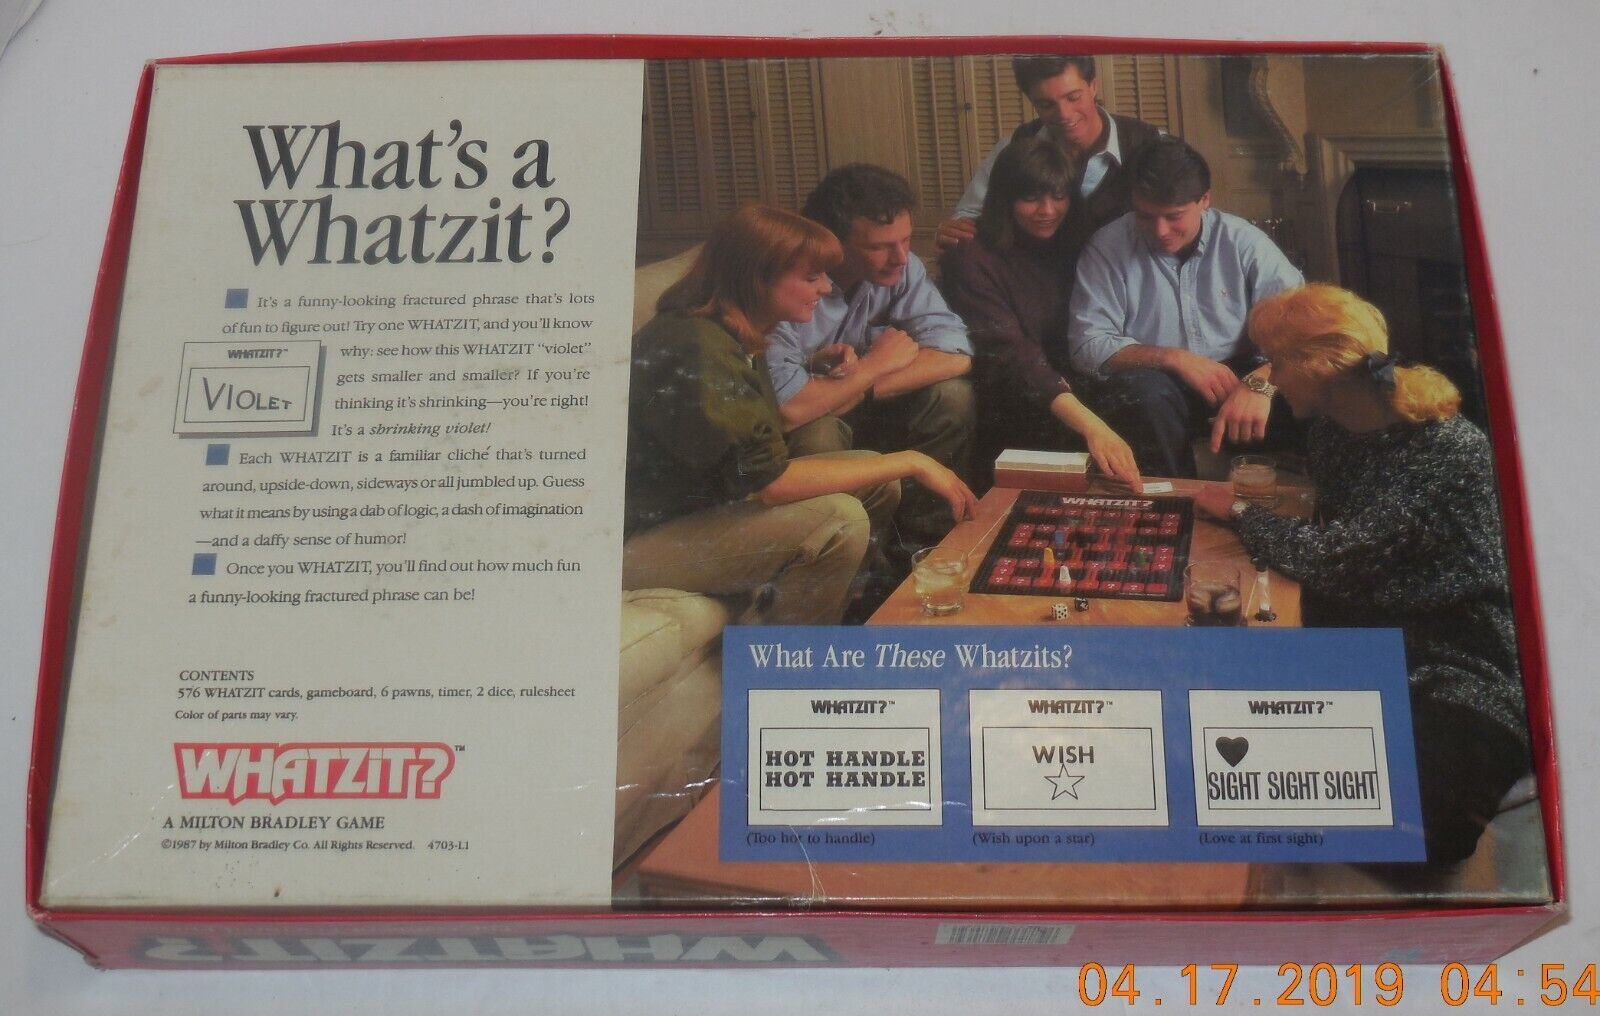 What's a
Whatzit?
It's a funny-looking fractured phrase that's lots
of fun to figure out! Try one WHATZIT, and you'll know
why: see how this WHATZIT "violet"
gets smaller and smaller? If you're
thinking it's shrinking—you're right!
It's a shrinking violet!
WHATZIT?™
VIOLET
Each WHATZIT is a familiar cliché that's turned
around, upside-down, sideways or all jumbled up. Guess
what it means by using a dab of logic, a dash of imagination
—and a daffy sense of humor!
Once you WHATZIT, you'll find out how much fun
a funny-looking fractured phrase can be!
CONTENTS
576 WHATZIT cards, gameboard, 6 pawns, timer, 2 dice, rulesheet
Color of parts may vary.
WHATZIT?™
A MILTON BRADLEY GAME
©1987 by Milton Bradley Co. All Rights Reserved. 4703-L1
WHATZIT?
What Are These Whatzits?
WHATZIT?™
HOT HANDLE
HOT HANDLE
(Too hot to handle)
WHATZIT?™
WISH
(Wish upon a star)
WHATZIT?™
SIGHT SIGHT SIGHT
(Love at first sight)
WHATZIT?
04.17.2019 04:54